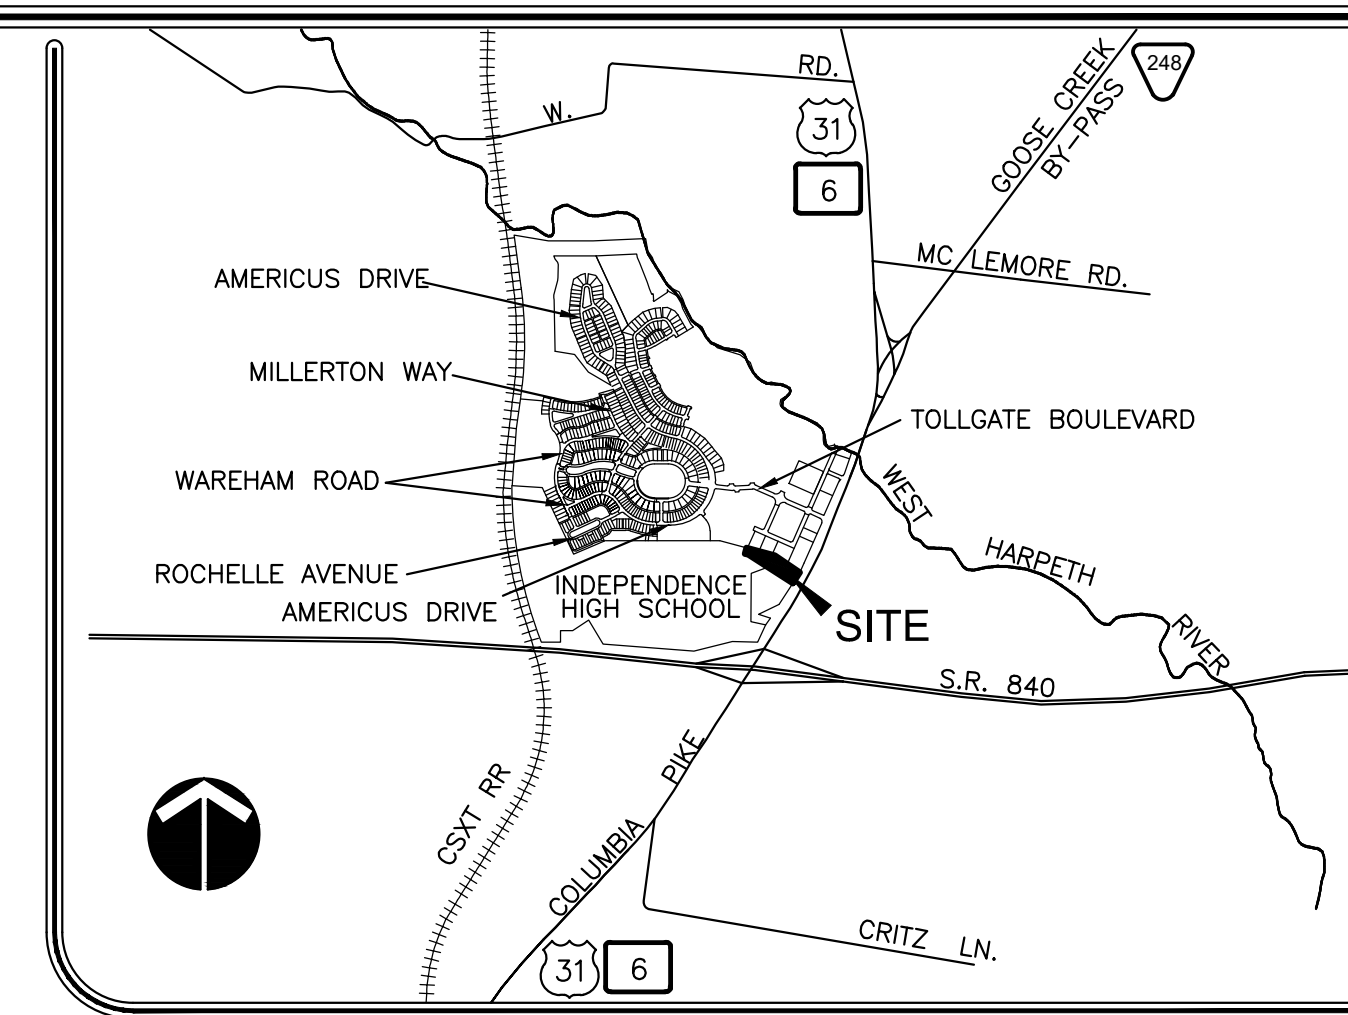 RD.
248
GOOSE CREEK
BY-PASS
W.
31
6
MC LEMORE RD.
AMERICUS DRIVE
MILLERTON WAY
TOLLGATE BOULEVARD
WAREHAM ROAD
WEST
HARPETH
RIVER
ROCHELLE AVENUE
INDEPENDENCE
HIGH SCHOOL
AMERICUS DRIVE
SITE
S.R. 840
PIKE
COLUMBIA
CSXT RR
CRITZ LN.
31
6